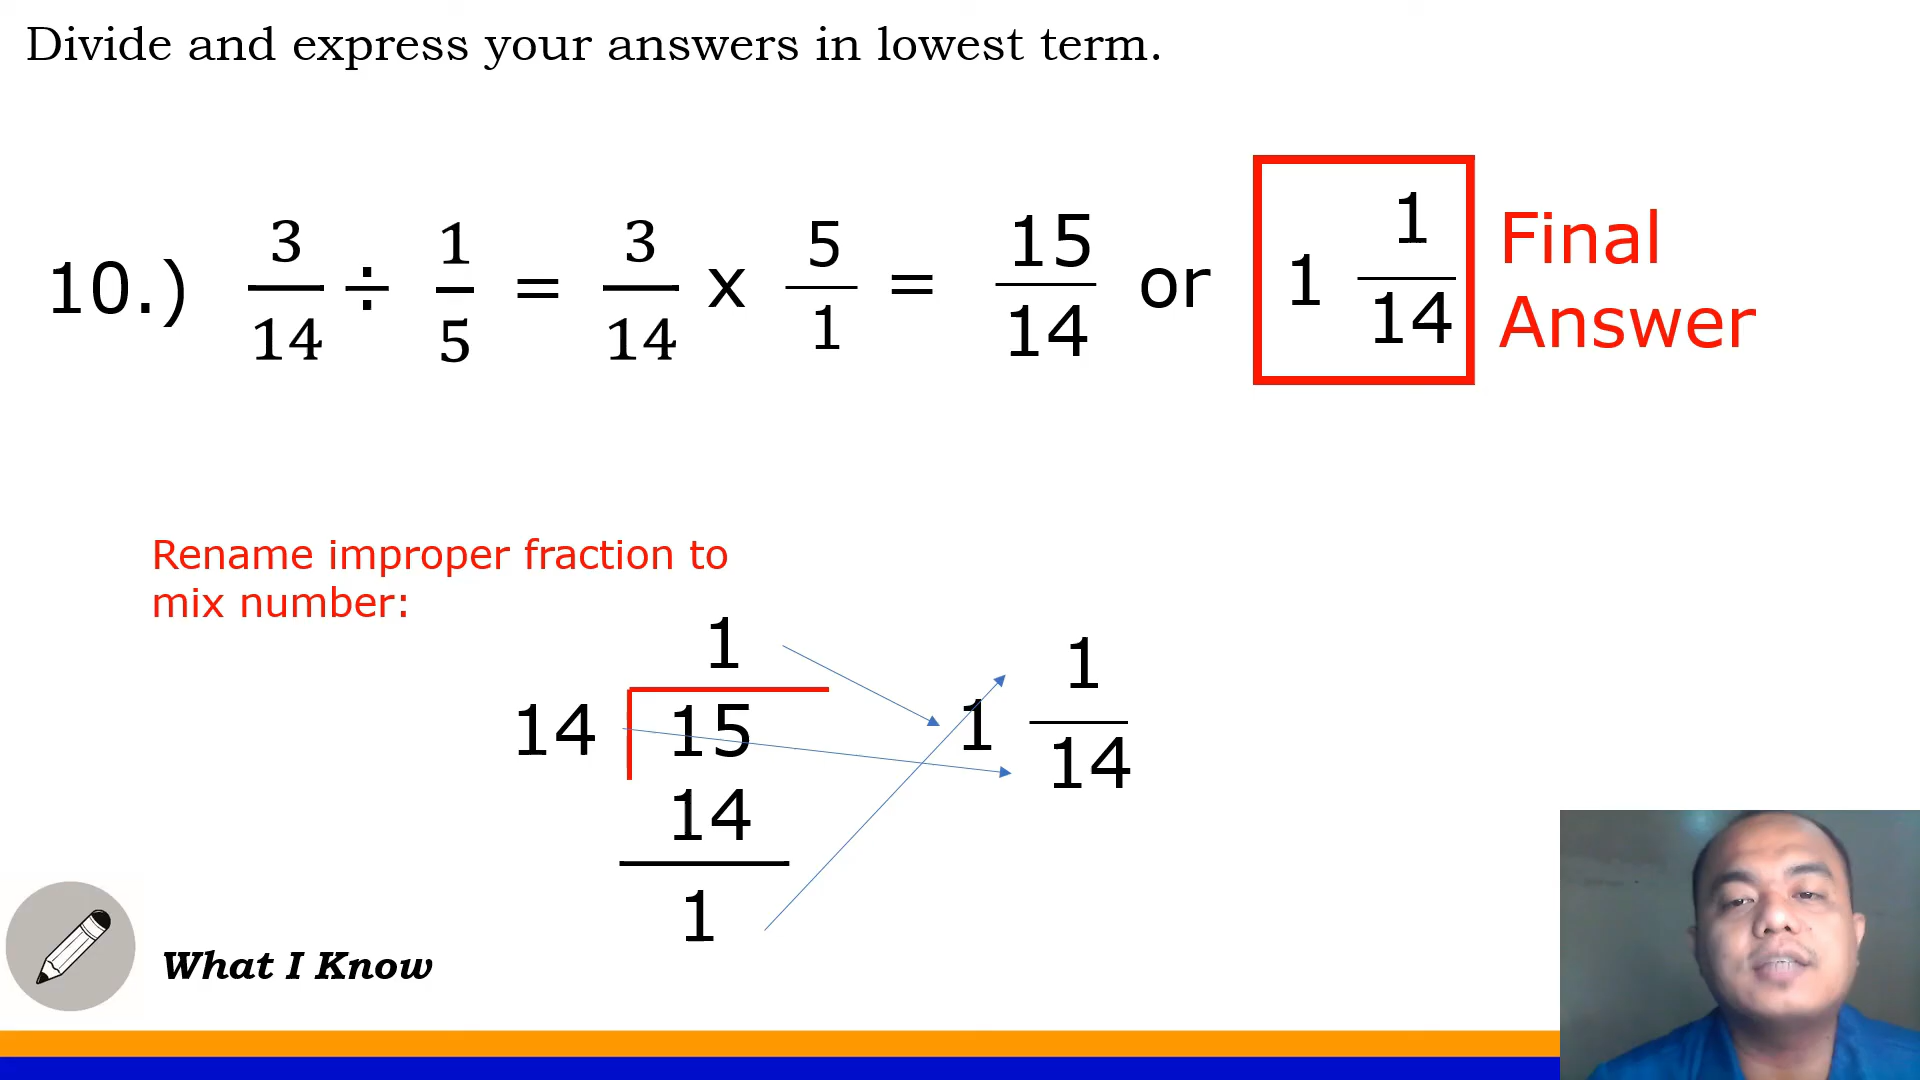 Divide and express your answers in lowest term.
10.) 3/14 ÷ 1/5 = 3/14 x 5/1 = 15/14 or 1 1/14
Final
Answer
Rename improper fraction to
mix number:
1
14 15
14
1
1 1/14
What I Know